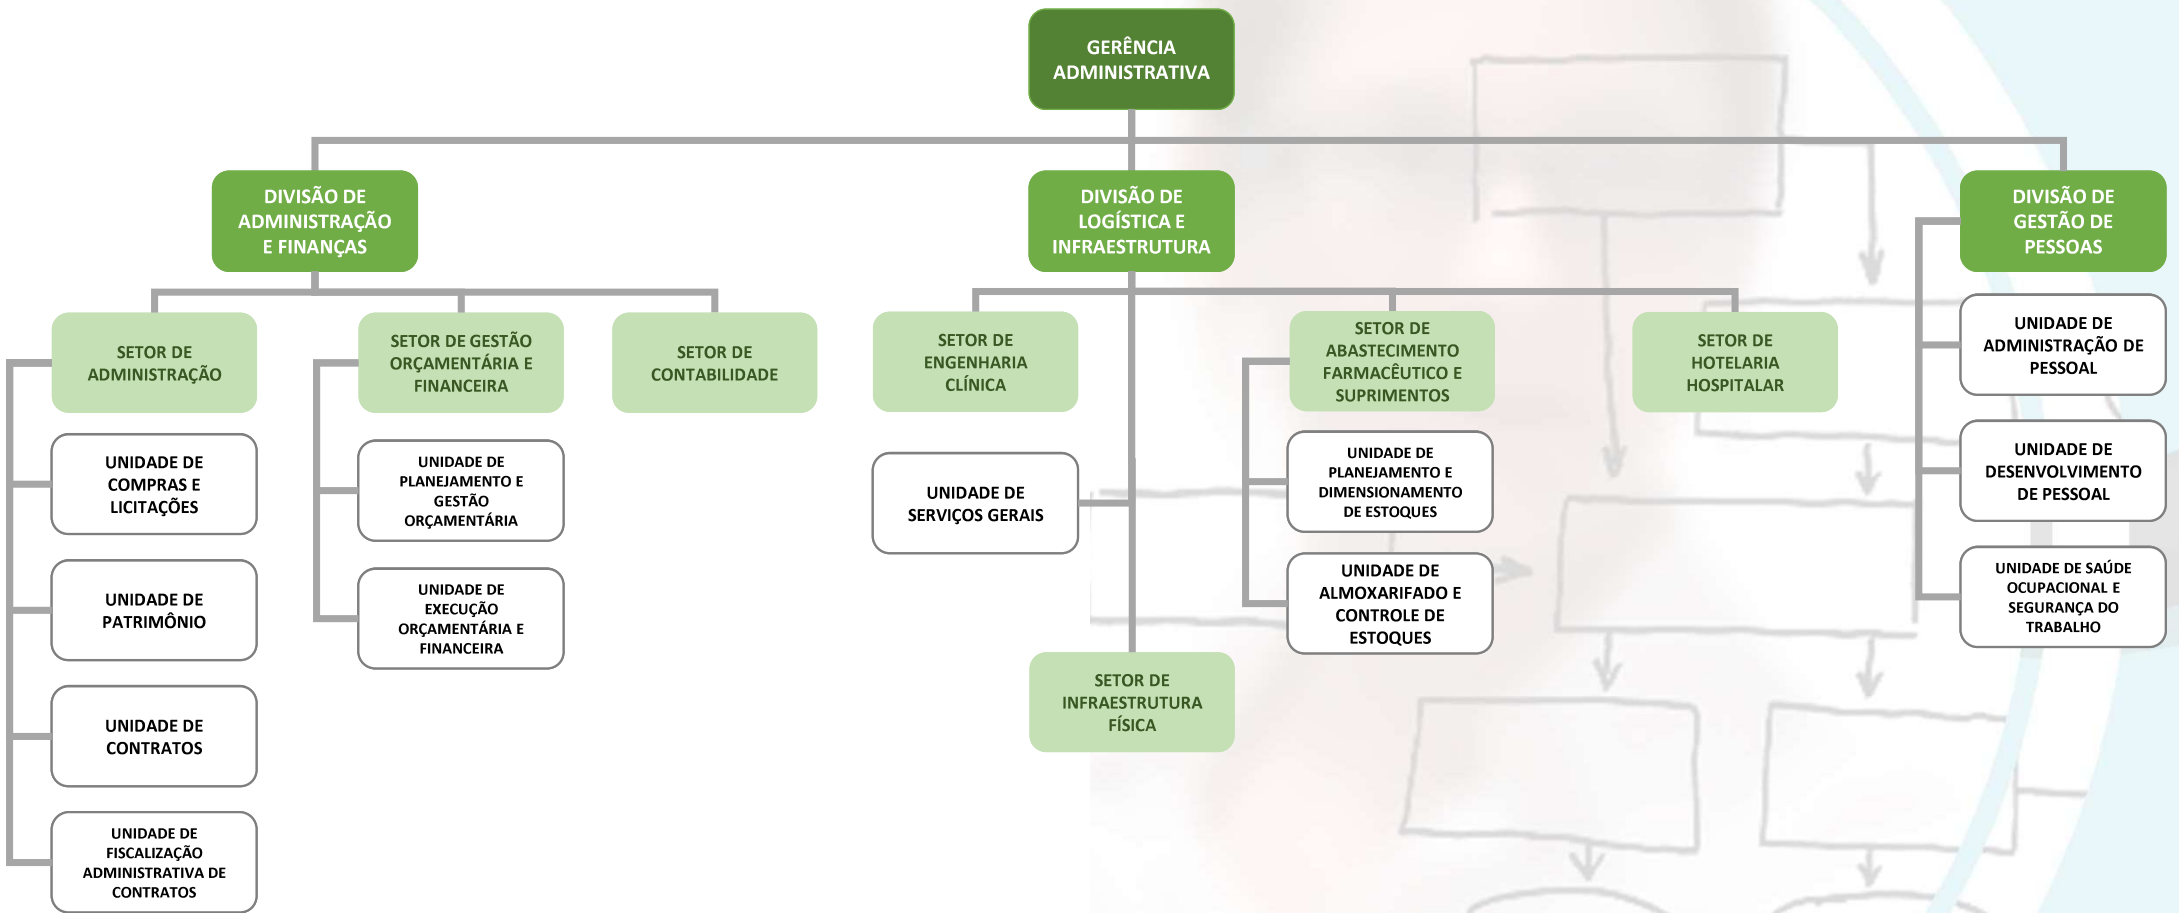 GERÊNCIA
ADMINISTRATIVA
DIVISÃO DE
ADMINISTRAÇÃO
E FINANÇAS
DIVISÃO DE
LOGÍSTICA E
INFRAESTRUTURA
DIVISÃO DE
GESTÃO DE
PESSOAS
SETOR DE
ADMINISTRAÇÃO
SETOR DE GESTÃO
ORÇAMENTÁRIA E
FINANCEIRA
SETOR DE
CONTABILIDADE
SETOR DE
ENGENHARIA
CLÍNICA
SETOR DE
ABASTECIMENTO
FARMACÊUTICO E
SUPRIMENTOS
SETOR DE
HOTELARIA
HOSPITALAR
UNIDADE DE
ADMINISTRAÇÃO DE
PESSOAL
UNIDADE DE
COMPRAS E
LICITAÇÕES
UNIDADE DE
PLANEJAMENTO E
GESTÃO
ORÇAMENTÁRIA
UNIDADE DE
SERVIÇOS GERAIS
UNIDADE DE
PLANEJAMENTO E
DIMENSIONAMENTO
DE ESTOQUES
UNIDADE DE
DESENVOLVIMENTO
DE PESSOAL
UNIDADE DE
PATRIMÔNIO
UNIDADE DE
EXECUÇÃO
ORÇAMENTÁRIA E
FINANCEIRA
UNIDADE DE
ALMOXARIFADO E
CONTROLE DE
ESTOQUES
UNIDADE DE SAÚDE
OCUPACIONAL E
SEGURANÇA DO
TRABALHO
UNIDADE DE
CONTRATOS
SETOR DE
INFRAESTRUTURA
FÍSICA
UNIDADE DE
FISCALIZAÇÃO
ADMINISTRATIVA DE
CONTRATOS